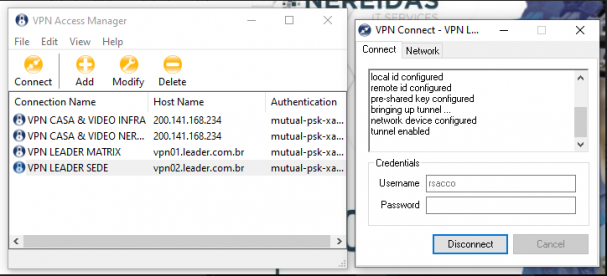 NEREIDAS
IT SERVICES
VPN Access Manager
File Edit View Help
Connect Add Modify Delete
Connection Name Host Name Authentication
VPN CASA & VIDEO INFRA 200.141.168.234 mutual-psk-xa...
VPN CASA & VIDEO NER... 200.141.168.234 mutual-psk-xa...
VPN LEADER MATRIX vpn01.leader.com.br mutual-psk-xa...
VPN LEADER SEDE vpn02.leader.com.br mutual-psk-xa...
VPN Connect - VPN L...
Connect Network
local id configured
remote id configured
pre-shared key configured
bringing up tunnel ...
network device configured
tunnel enabled
Credentials
Username rsacco
Password
Disconnect Cancel